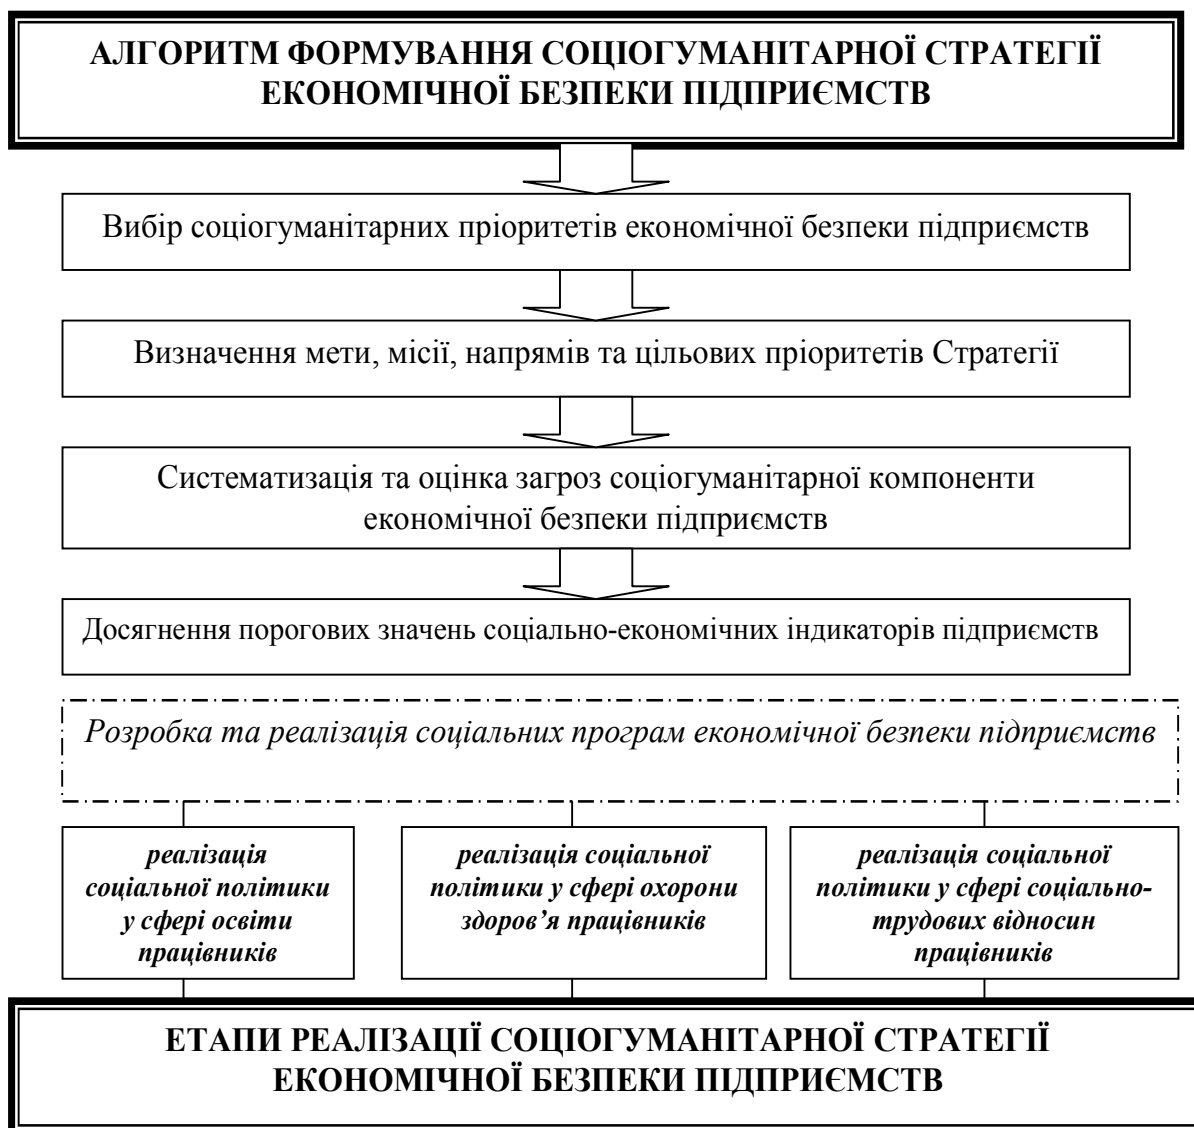 АЛГОРИТМ ФОРМУВАННЯ СОЦІОГУМАНІТАРНОЇ СТРАТЕГІЇ
ЕКОНОМІЧНОЇ БЕЗПЕКИ ПІДПРИЄМСТВ
Вибір соціогуманітарних пріоритетів економічної безпеки підприємств
Визначення мети, місії, напрямів та цільових пріоритетів Стратегії
Систематизація та оцінка загроз соціогуманітарної компоненти
економічної безпеки підприємств
Досягнення порогових значень соціально-економічних індикаторів підприємств
Розробка та реалізація соціальних програм економічної безпеки підприємств
реалізація
соціальної політики
у сфері освіти
працівників
реалізація соціальної
політики у сфері охорони
здоров’я працівників
реалізація соціальної
політики у сфері соціально-
трудових відносин
працівників
ЕТАПИ РЕАЛІЗАЦІЇ СОЦІОГУМАНІТАРНОЇ СТРАТЕГІЇ
ЕКОНОМІЧНОЇ БЕЗПЕКИ ПІДПРИЄМСТВ